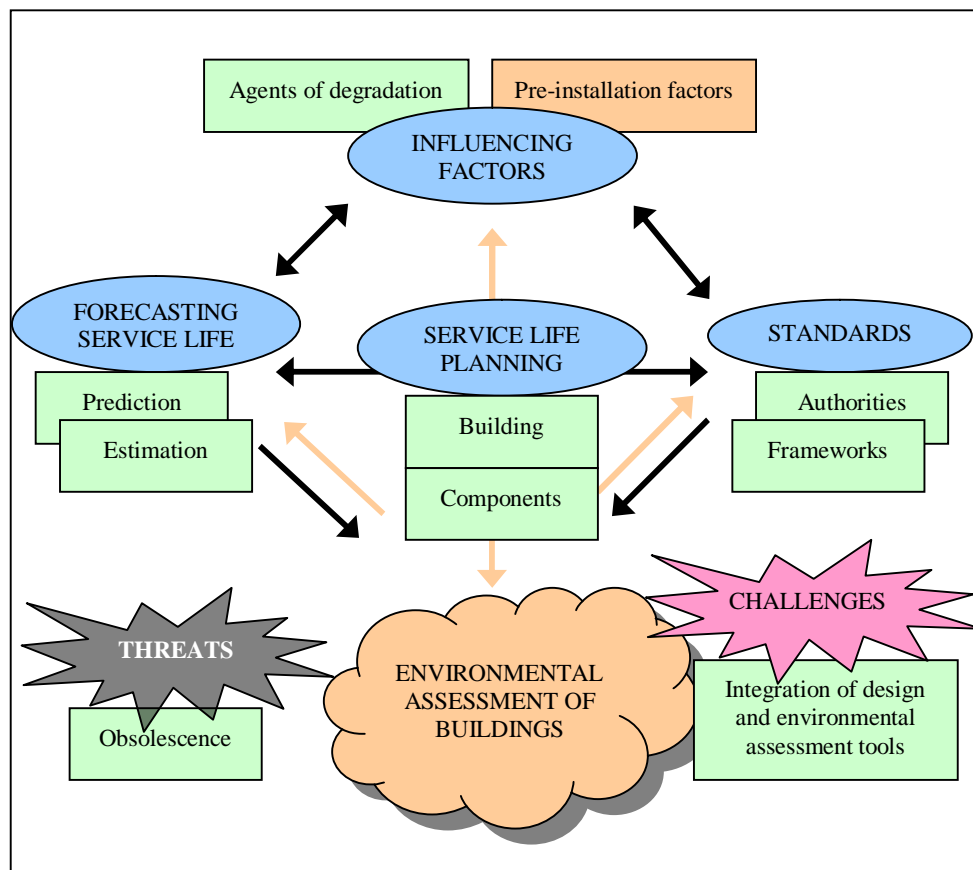 Agents of degradation
Pre-installation factors
INFLUENCING
FACTORS
FORECASTING
SERVICE LIFE
SERVICE LIFE
PLANNING
STANDARDS
Prediction
Estimation
Building
Components
Authorities
Frameworks
THREATS
Obsolescence
ENVIRONMENTAL
ASSESSMENT OF
BUILDINGS
CHALLENGES
Integration of design
and environmental
assessment tools